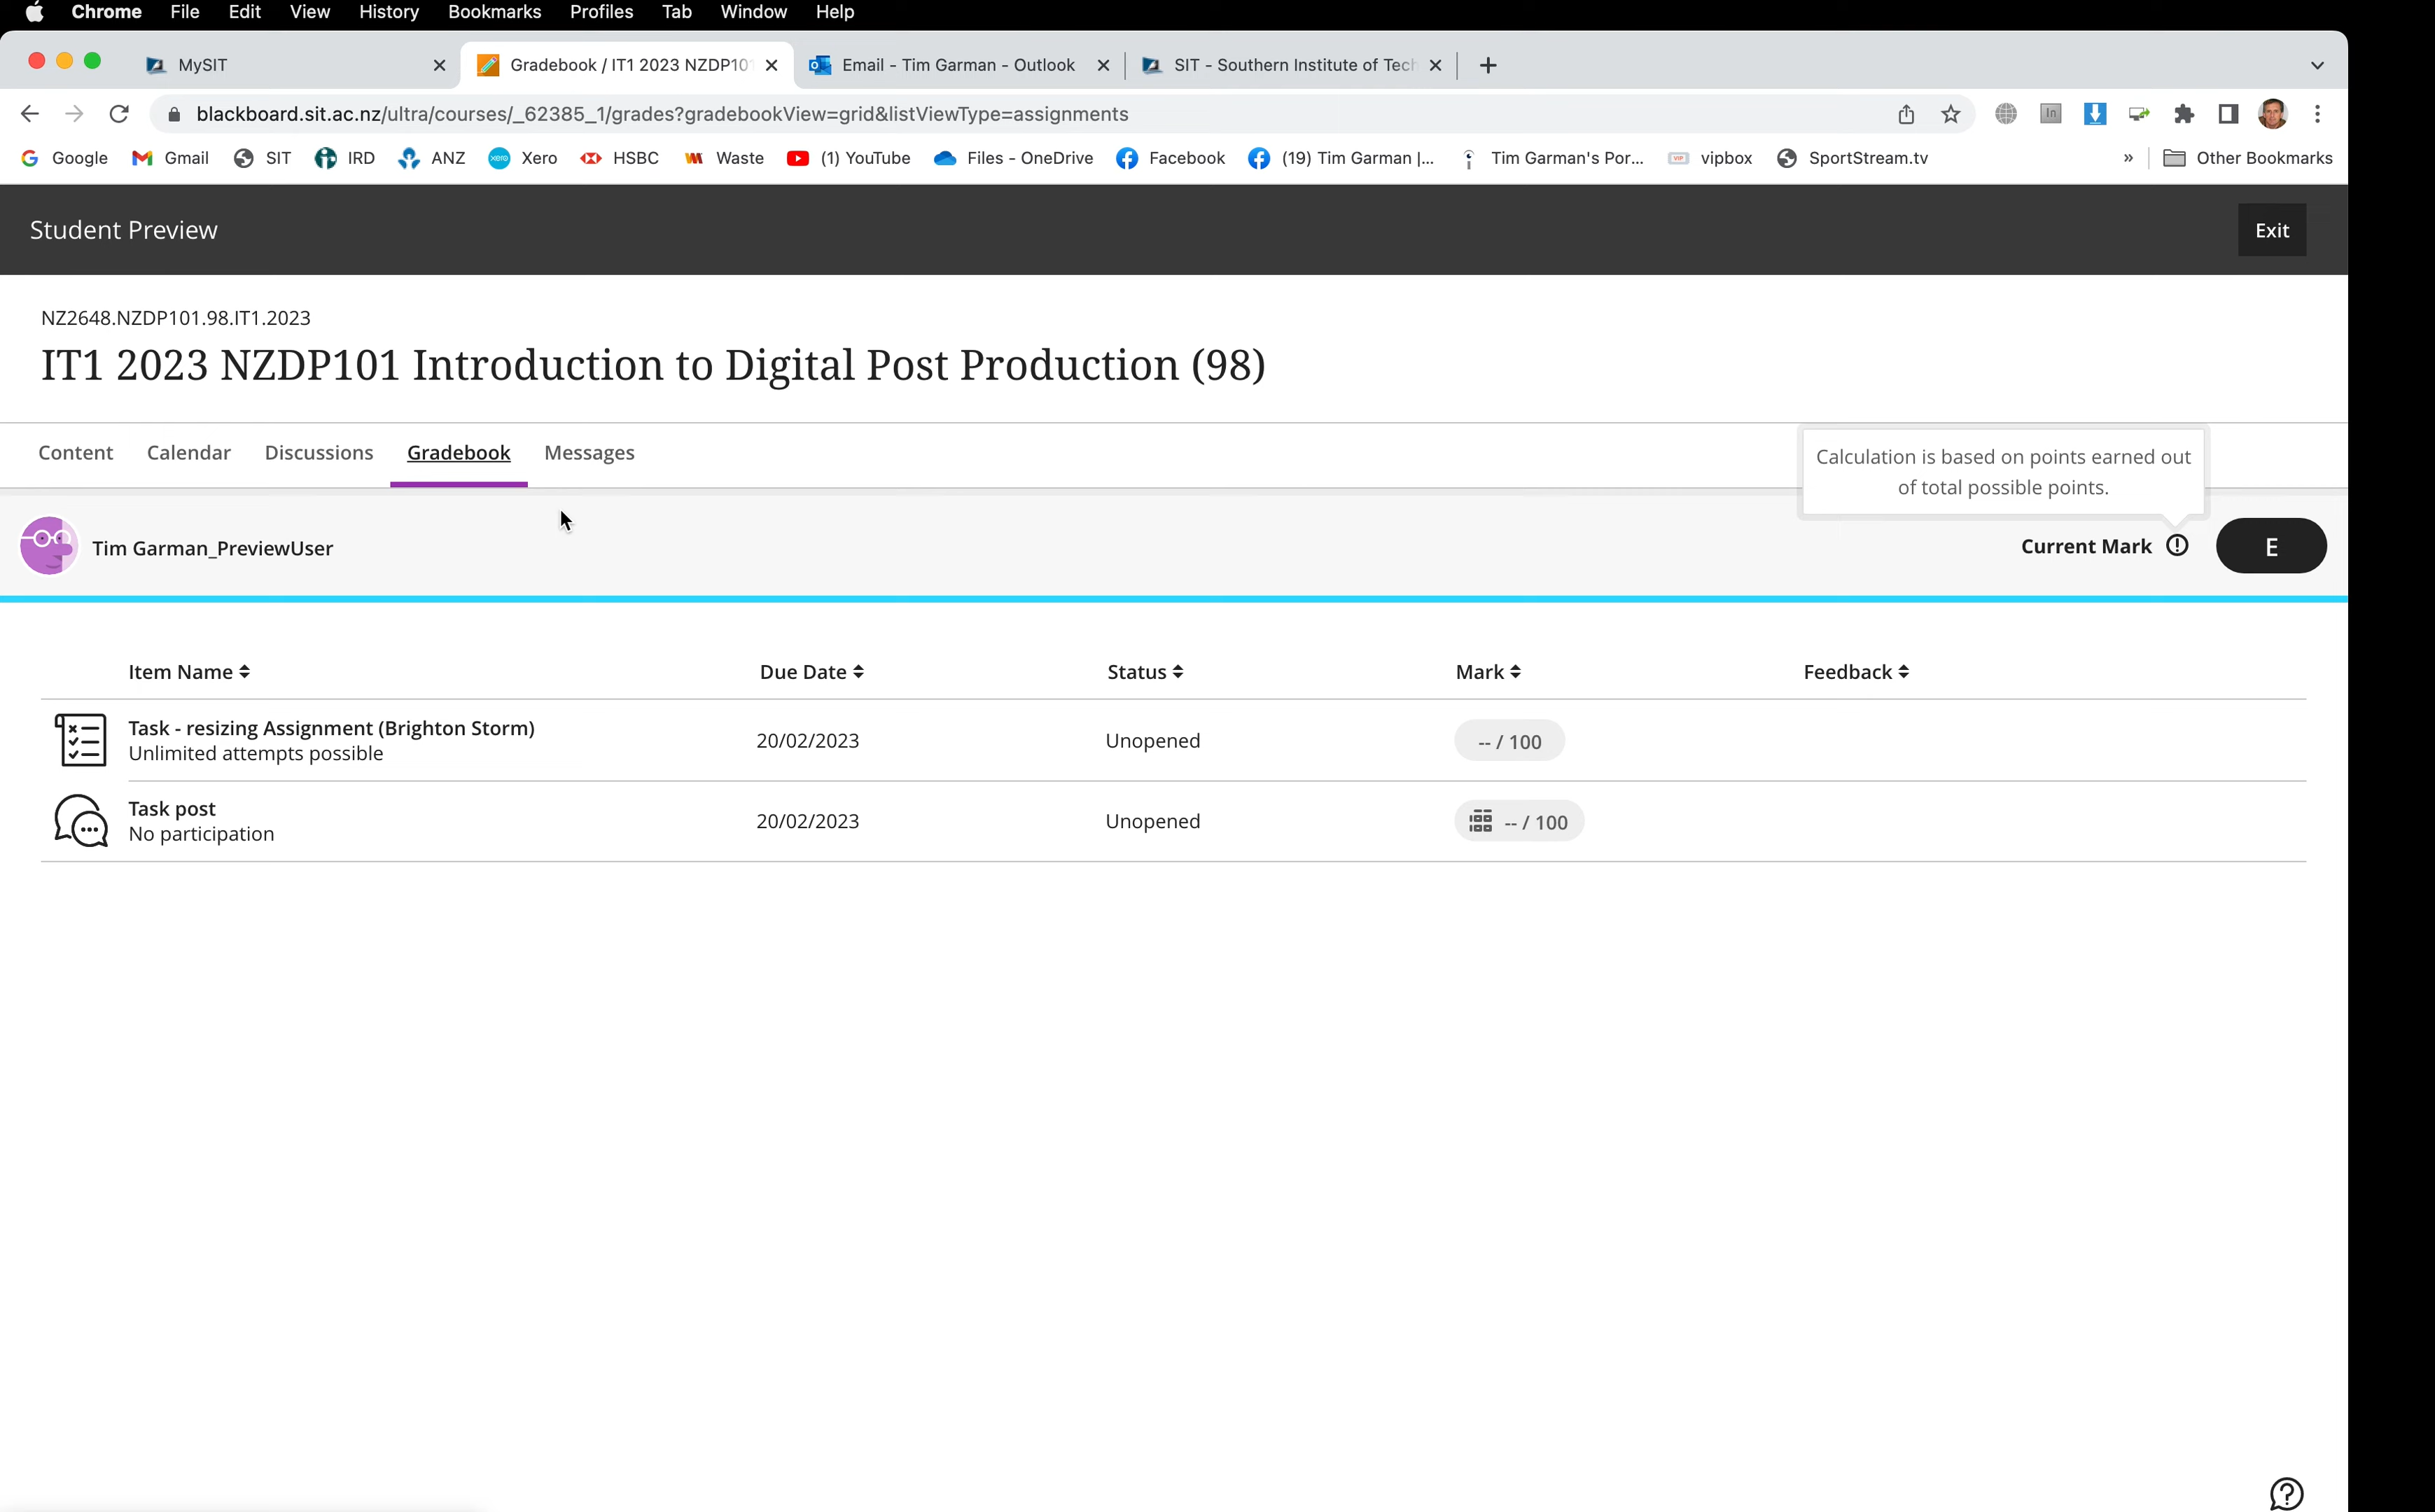 Chrome File Edit View History Bookmarks Profiles Tab Window Help
MySIT Gradebook / IT1 2023 NZDP10 Email - Tim Garman - Outlook SIT - Southern Institute of Tech
blackboard.sit.ac.nz/ultra/courses/_62385_1/grades?gradebookView=grid&listViewType=assignments
Google Gmail SIT IRD ANZ Xero HSBC Waste (1) YouTube Files - OneDrive Facebook (19) Tim Garman |... Tim Garman's Por... vipbox SportStream.tv » Other Bookmarks
Student Preview Exit
NZ2648.NZDP101.98.IT1.2023
IT1 2023 NZDP101 Introduction to Digital Post Production (98)
Content Calendar Discussions Gradebook Messages
Calculation is based on points earned out
of total possible points.
Tim Garman_PreviewUser Current Mark E
Item Name Due Date Status Mark Feedback
Task - resizing Assignment (Brighton Storm)
Unlimited attempts possible
20/02/2023 Unopened -- / 100
Task post
No participation
20/02/2023 Unopened -- / 100